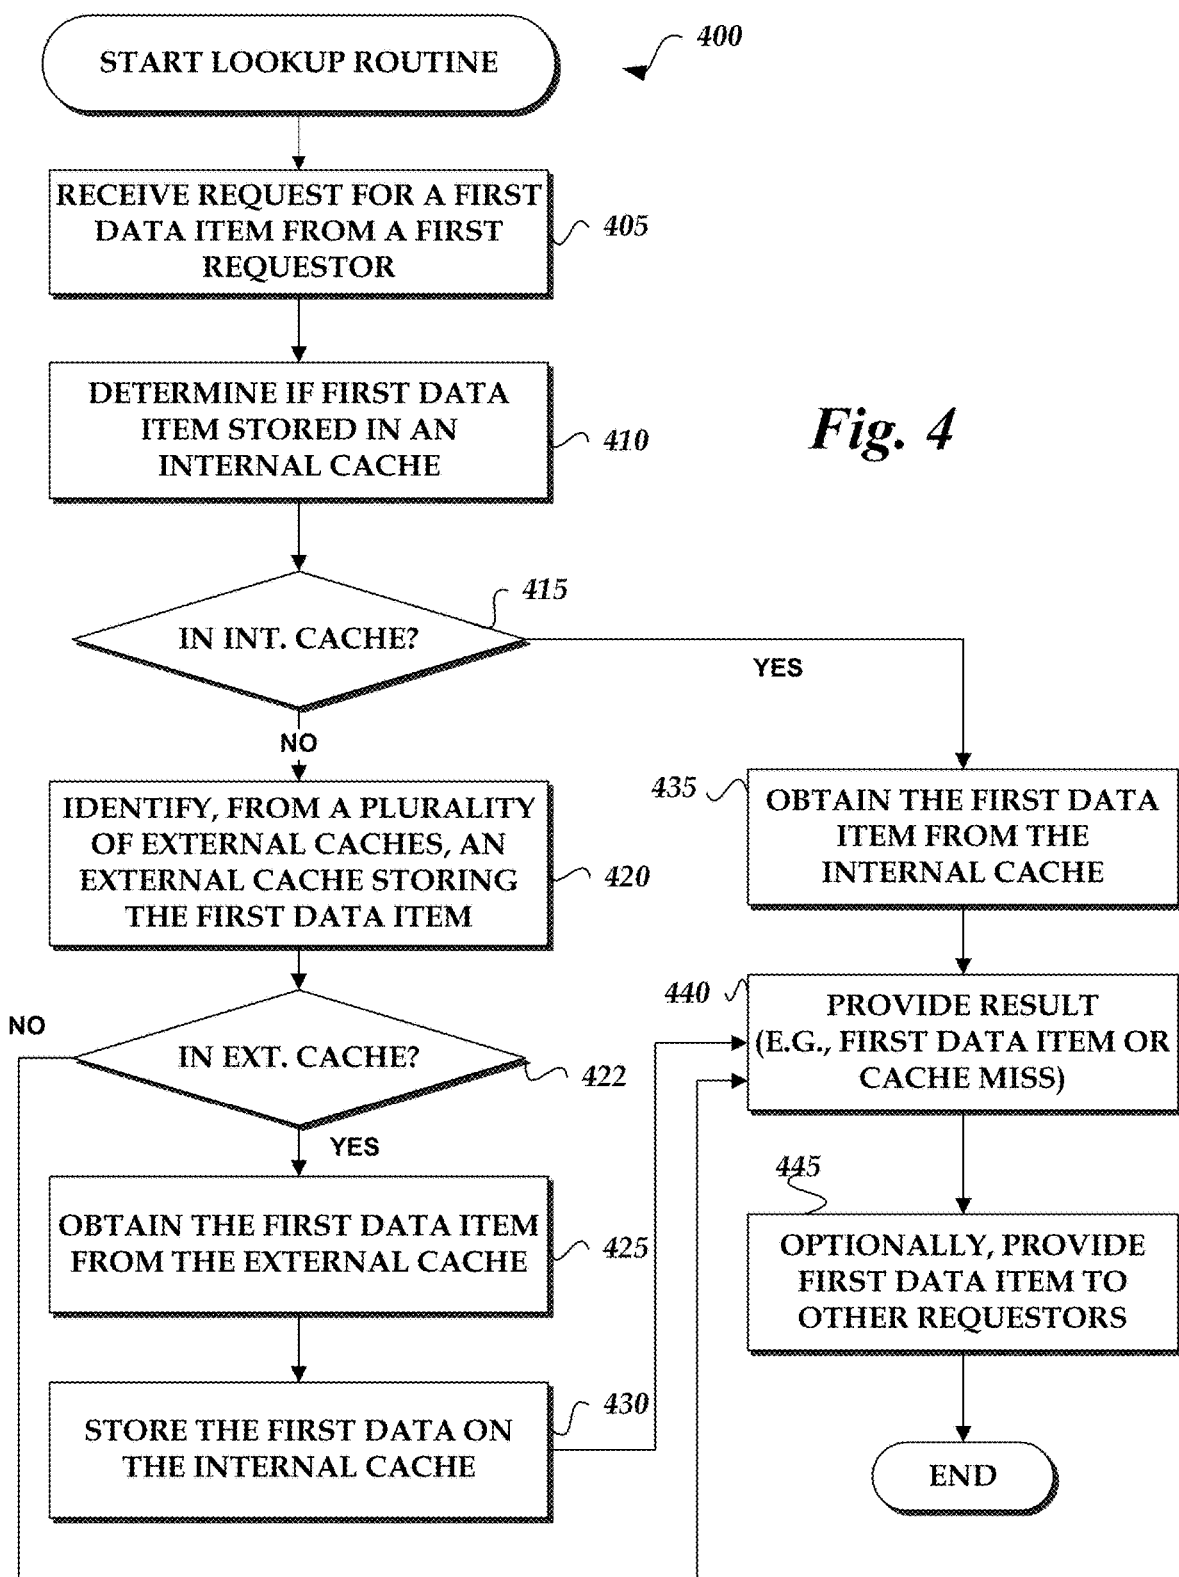 START LOOKUP ROUTINE
400
RECEIVE REQUEST FOR A FIRST
DATA ITEM FROM A FIRST
REQUESTOR
405
DETERMINE IF FIRST DATA
ITEM STORED IN AN
INTERNAL CACHE
410
Fig. 4
IN INT. CACHE?
415
YES
NO
IDENTIFY, FROM A PLURALITY
OF EXTERNAL CACHES, AN
EXTERNAL CACHE STORING
THE FIRST DATA ITEM
420
435
OBTAIN THE FIRST DATA
ITEM FROM THE
INTERNAL CACHE
NO
IN EXT. CACHE?
422
YES
440
PROVIDE RESULT
(E.G., FIRST DATA ITEM OR
CACHE MISS)
OBTAIN THE FIRST DATA ITEM
FROM THE EXTERNAL CACHE
425
445
OPTIONALLY, PROVIDE
FIRST DATA ITEM TO
OTHER REQUESTORS
STORE THE FIRST DATA ON
THE INTERNAL CACHE
430
END